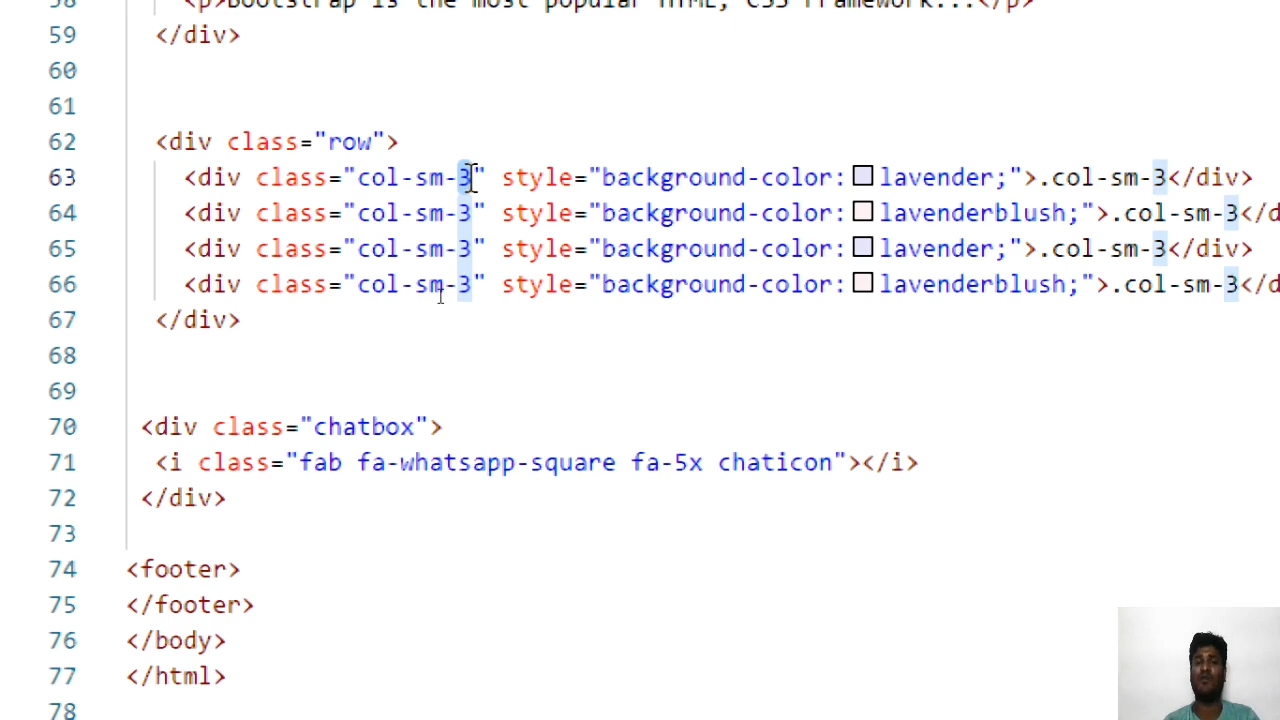 58 <p>Bootstrap is the most popular HTML, CSS framework...</p>
59 </div>
60
61
62 <div class="row">
63 <div class="col-sm-3" style="background-color:lavender;">.col-sm-3</div>
64 <div class="col-sm-3" style="background-color:lavenderblush;">.col-sm-3</d
65 <div class="col-sm-3" style="background-color:lavender;">.col-sm-3</div>
66 <div class="col-sm-3" style="background-color:lavenderblush;">.col-sm-3</d
67 </div>
68
69
70 <div class="chatbox">
71 <i class="fab fa-whatsapp-square fa-5x chaticon"></i>
72 </div>
73
74 <footer>
75 </footer>
76 </body>
77 </html>
78